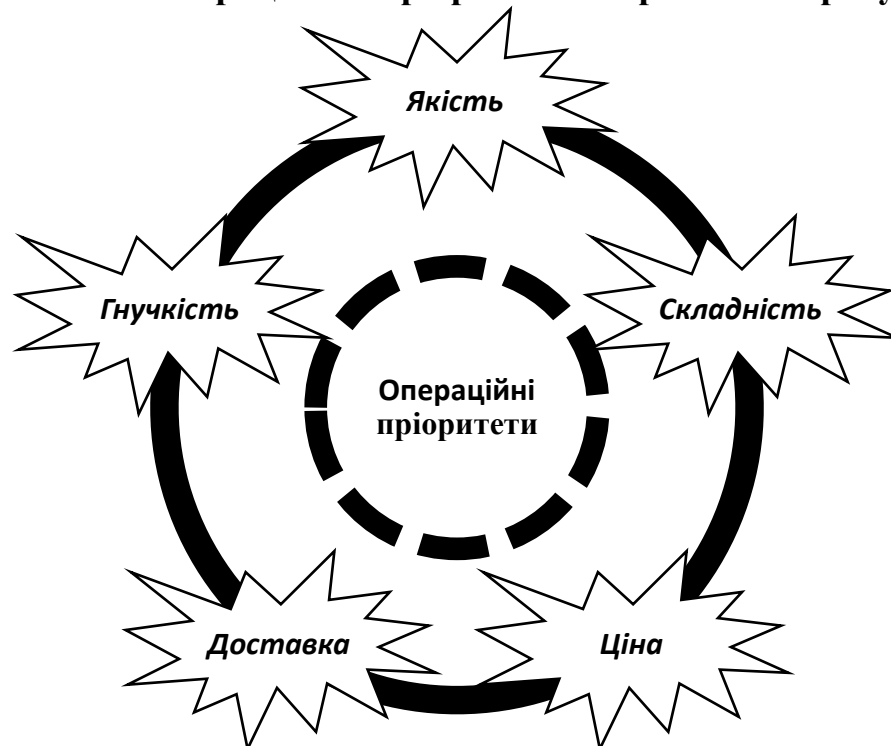 Якість
Гнучкість
Складність
Операційні
пріоритети
Доставка
Ціна